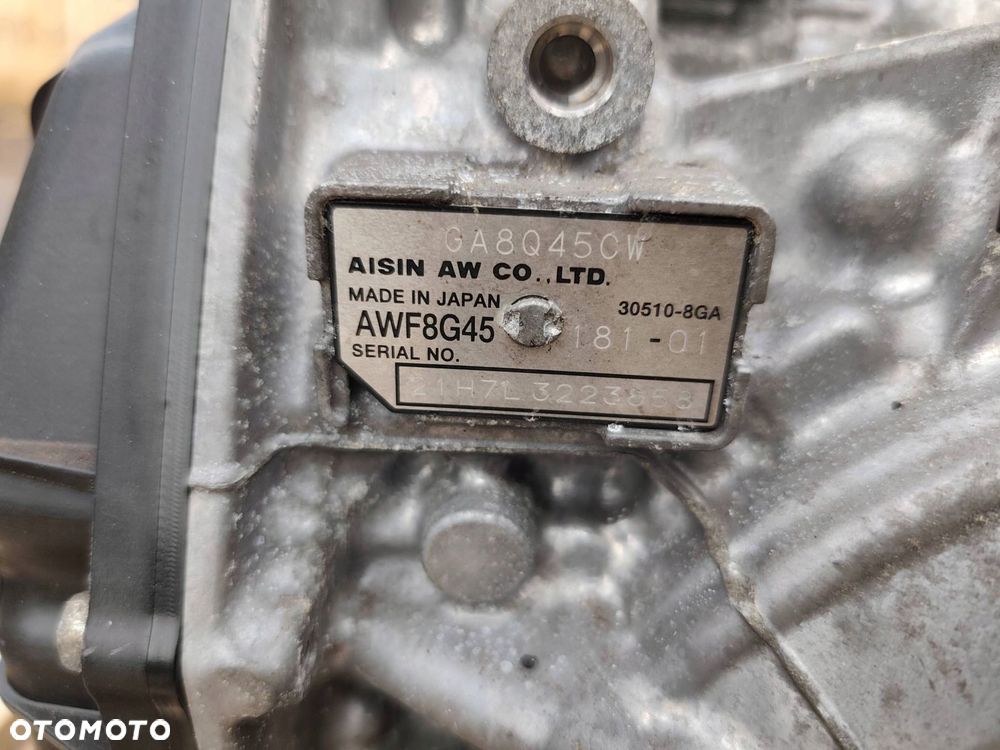 GA8Q45CW
AISIN AW CO.,LTD.
MADE IN JAPAN 30510-8GA
AWF8G45 181-01
SERIAL NO.
21H7L3223858
OTOMOTO